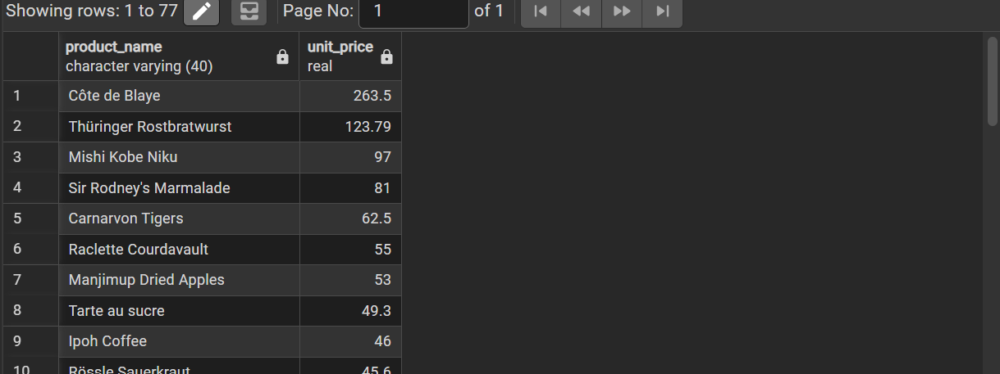 Showing rows: 1 to 77 Page No: 1 of 1
product_name unit_price
character varying (40) real
1 Côte de Blaye 263.5
2 Thüringer Rostbratwurst 123.79
3 Mishi Kobe Niku 97
4 Sir Rodney's Marmalade 81
5 Carnarvon Tigers 62.5
6 Raclette Courdavault 55
7 Manjimup Dried Apples 53
8 Tarte au sucre 49.3
9 Ipoh Coffee 46
10 Rössle Sauerkraut 45.6